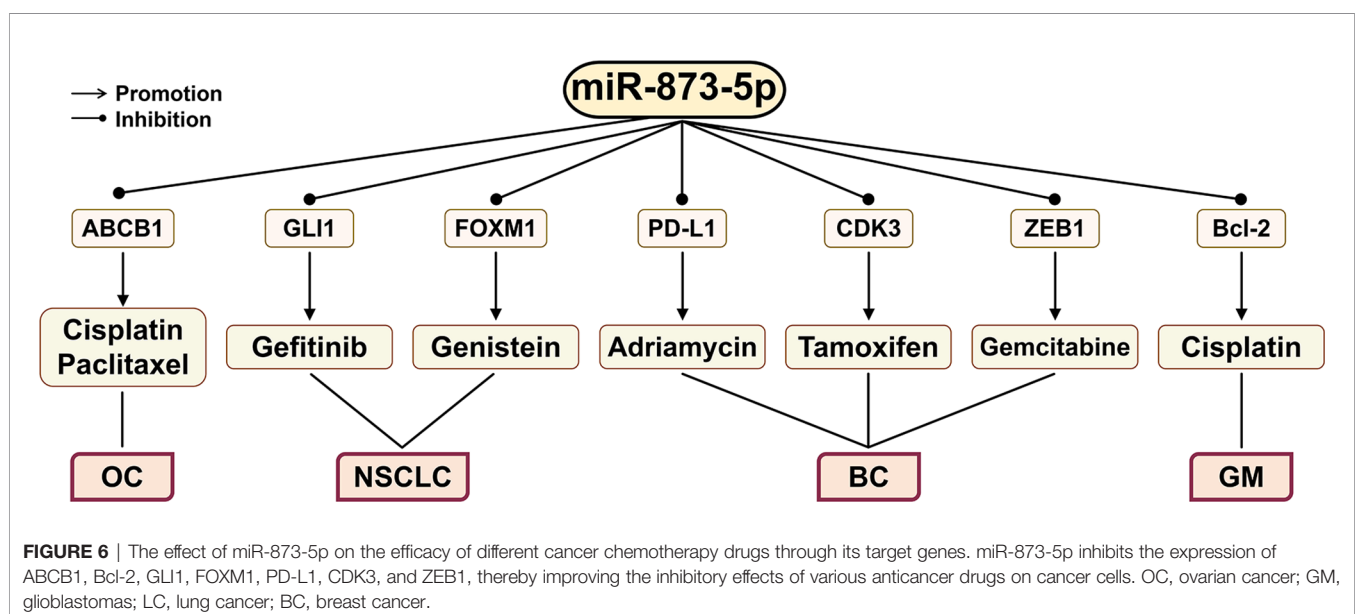 miR-873-5p
Promotion
Inhibition
ABCB1
GLI1
FOXM1
PD-L1
CDK3
ZEB1
Bcl-2
Cisplatin
Paclitaxel
Gefitinib
Genistein
Adriamycin
Tamoxifen
Gemcitabine
Cisplatin
OC
NSCLC
BC
GM
FIGURE 6 | The effect of miR-873-5p on the efficacy of different cancer chemotherapy drugs through its target genes. miR-873-5p inhibits the expression of
ABCB1, Bcl-2, GLI1, FOXM1, PD-L1, CDK3, and ZEB1, thereby improving the inhibitory effects of various anticancer drugs on cancer cells. OC, ovarian cancer; GM,
glioblastomas; LC, lung cancer; BC, breast cancer.